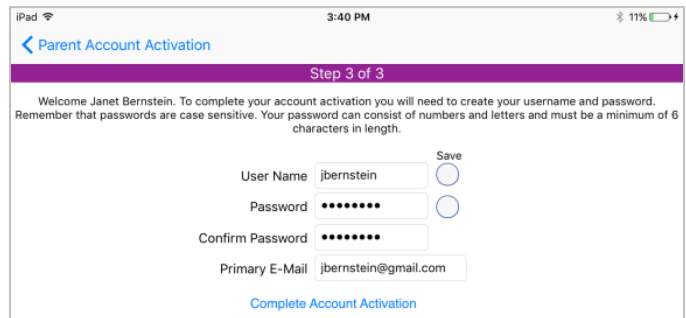 iPad 3:40 PM 11%
Parent Account Activation
Step 3 of 3
Welcome Janet Bernstein. To complete your account activation you will need to create your username and password.
Remember that passwords are case sensitive. Your password can consist of numbers and letters and must be a minimum of 6
characters in length.
Save
User Name jbernstein
Password ••••••••
Confirm Password ••••••••
Primary E-Mail jbernstein@gmail.com
Complete Account Activation